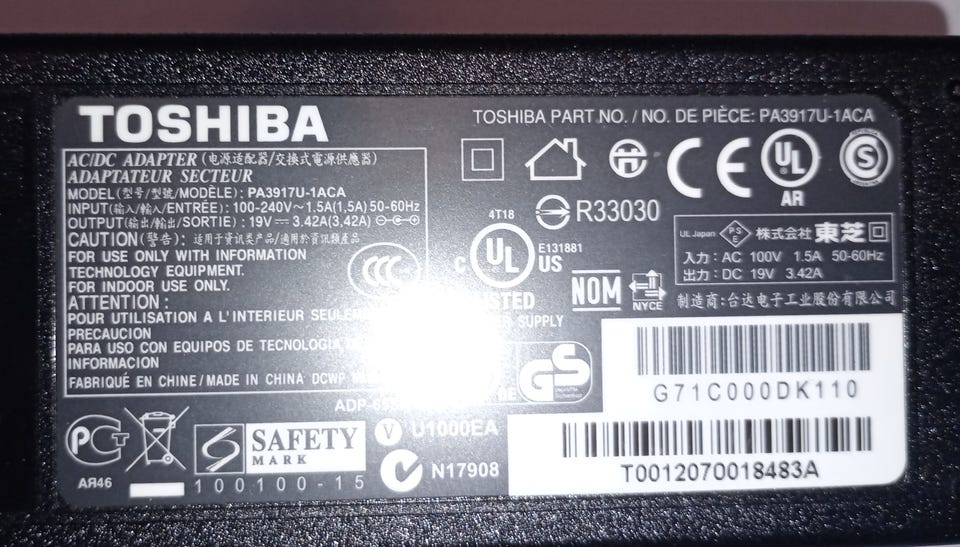 TOSHIBA
TOSHIBA PART NO. / NO. DE PIÈCE: PA3917U-1ACA
AC/DC ADAPTER (电源适配器/交換式電源供應器)
ADAPTATEUR SECTEUR
MODEL(型号/型號/MODÈLE): PA3917U-1ACA
INPUT(输入/輸入/ENTRÉE): 100-240V~1.5A(1,5A) 50-60Hz
OUTPUT(输出/輸出/SORTIE): 19V⎓3.42A(3,42A)
CAUTION(警告): 适用于资讯类产品/適用於資訊類產品
FOR USE ONLY WITH INFORMATION
TECHNOLOGY EQUIPMENT.
FOR INDOOR USE ONLY.
ATTENTION:
POUR UTILISATION A L'INTERIEUR
PRECAUCION
PARA USO CON EQUIPOS DE TECNOLOGIA
INFORMACION
FABRIQUÉ EN CHINE/MADE IN CHINA DCWP
CCC
CE
UL
AR
S
R33030
4T18
C UL US
E131881
LISTED
SUPPLY
NOM
NYCE
UL Japan PSE 株式会社 東芝
入力: AC 100V 1.5A 50-60Hz
出力: DC 19V 3.42A
制造商:台达电子工业股份有限公司
GS
G71C000DK110
T0012070018483A
PCT
АЯ46
SAFETY
MARK
100100-15
V U1000EA
N17908